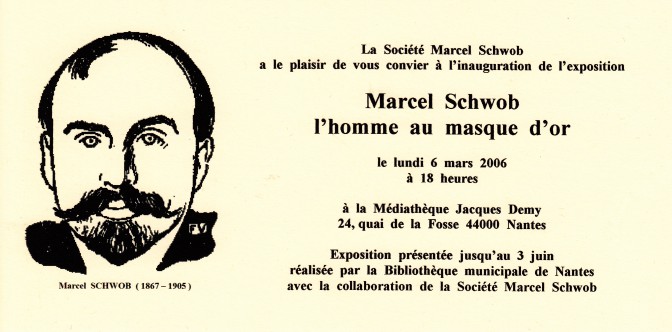 La Société Marcel Schwob
a le plaisir de vous convier à l'inauguration de l'exposition
Marcel Schwob
l'homme au masque d'or
le lundi 6 mars 2006
à 18 heures
à la Médiathèque Jacques Demy
24, quai de la Fosse 44000 Nantes
Exposition présentée jusqu'au 3 juin
réalisée par la Bibliothèque municipale de Nantes
avec la collaboration de la Société Marcel Schwob
FV
Marcel SCHWOB ( 1867 – 1905 )